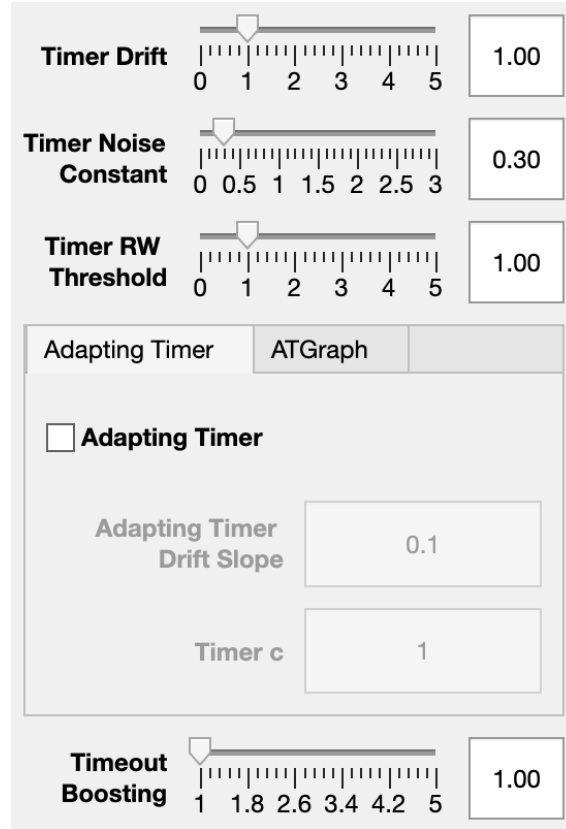 Timer Drift
0 1 2 3 4 5
1.00
Timer Noise
Constant
0 0.5 1 1.5 2 2.5 3
0.30
Timer RW
Threshold
0 1 2 3 4 5
1.00
Adapting Timer ATGraph
Adapting Timer
Adapting Timer
Drift Slope
0.1
Timer c
1
Timeout
Boosting
1 1.8 2.6 3.4 4.2 5
1.00